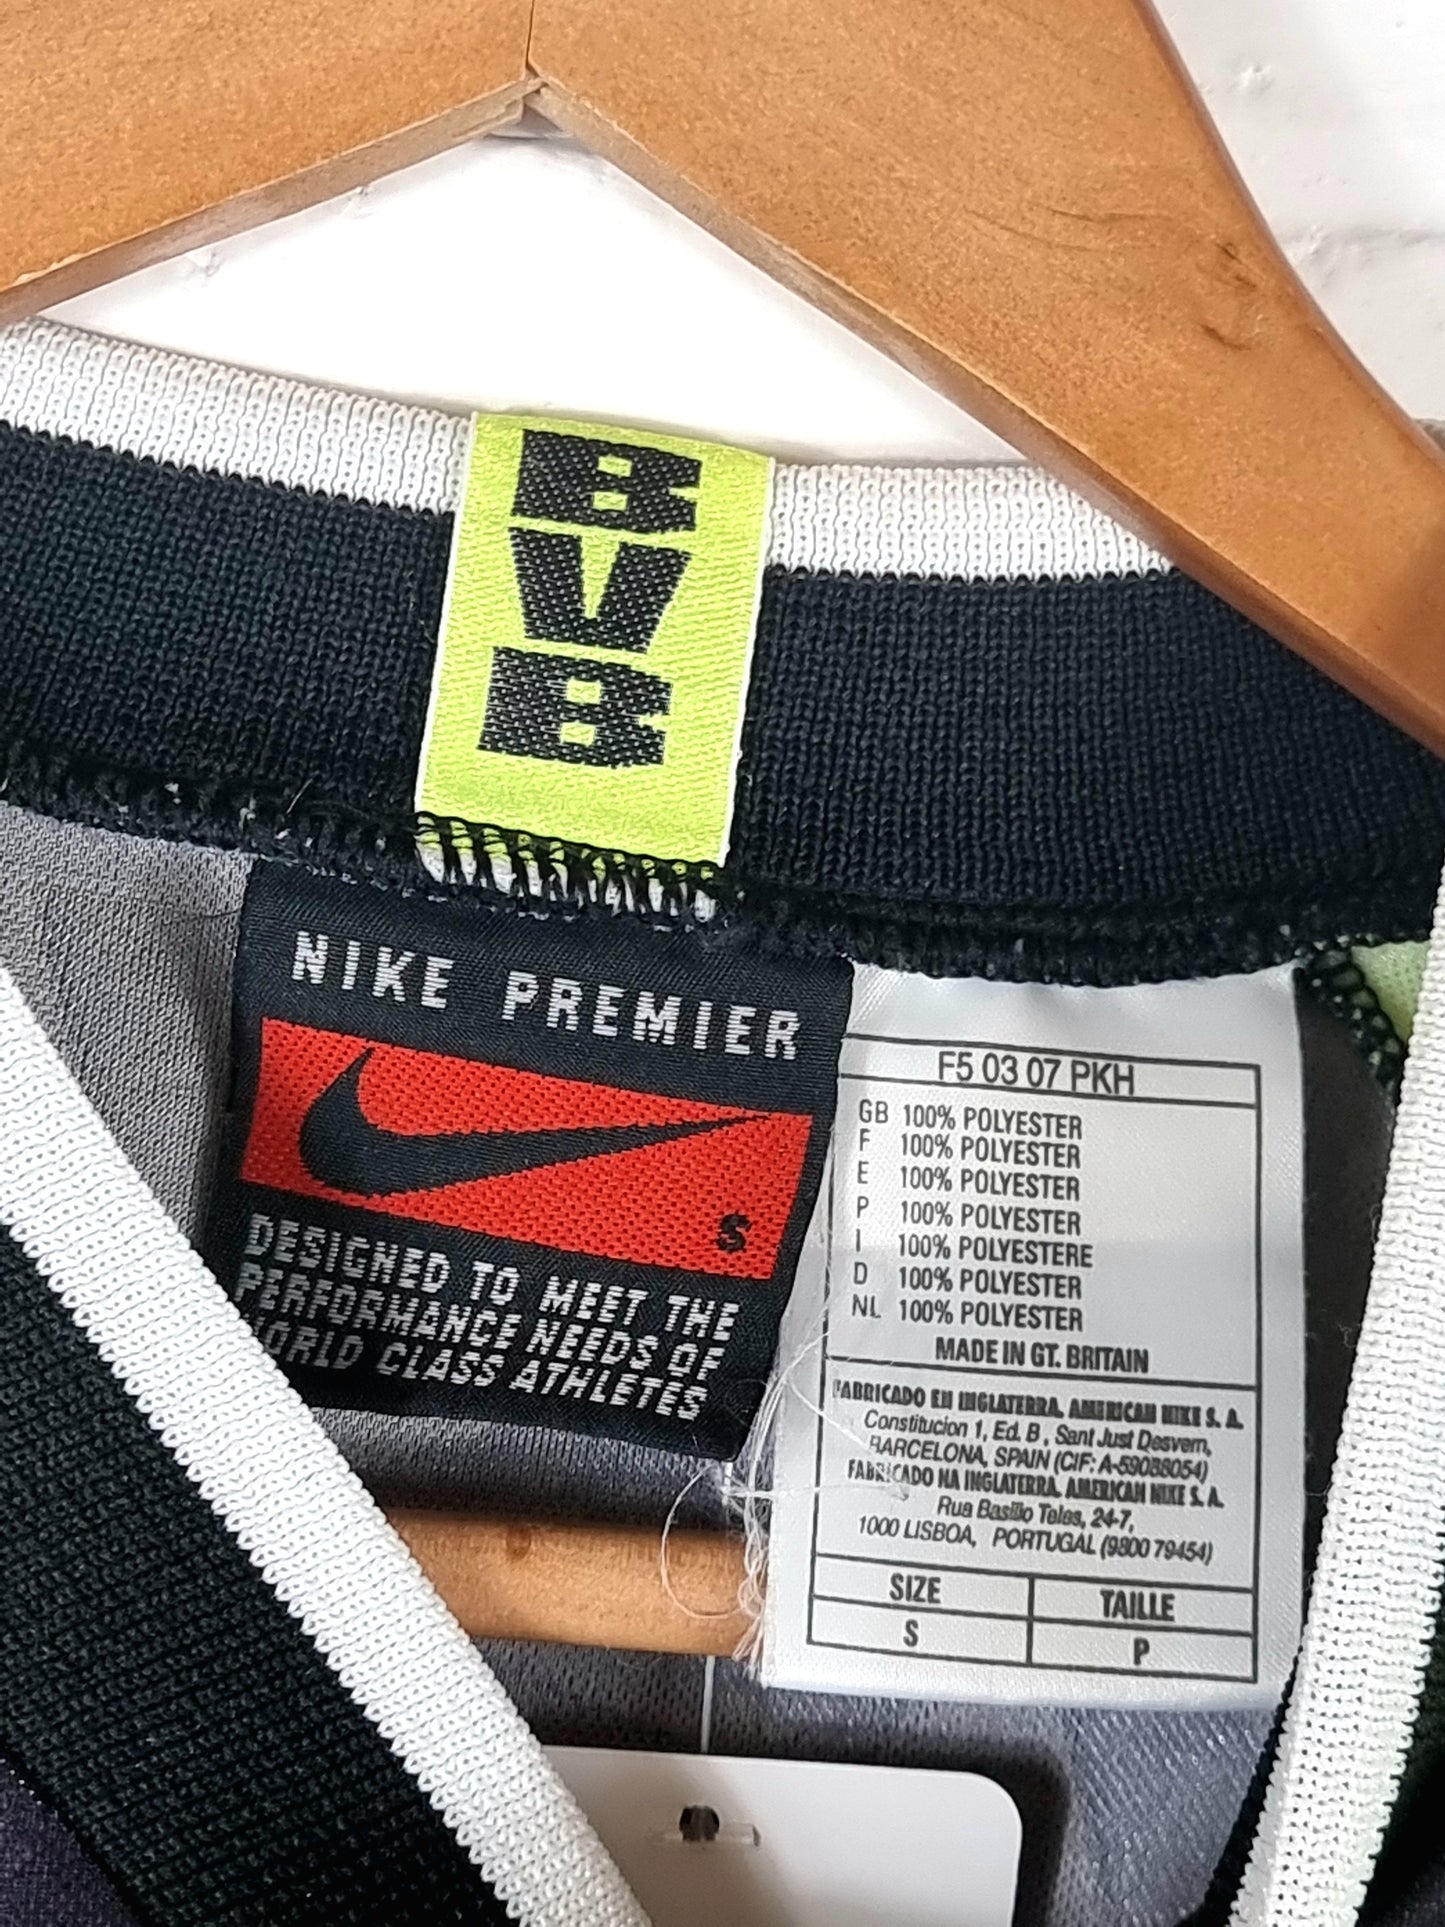 B
V
B
NIKE PREMIER
S
DESIGNED TO MEET THE
PERFORMANCE NEEDS OF
WORLD CLASS ATHLETES
F5 03 07 PKH
GB 100% POLYESTER
F 100% POLYESTER
E 100% POLYESTER
P 100% POLYESTER
I 100% POLYESTERE
D 100% POLYESTER
NL 100% POLYESTER
MADE IN GT. BRITAIN
FABRICADO EN INGLATERRA. AMERICAN NIKE S. A.
Constitucion 1, Ed. B , Sant Just Desvern,
BARCELONA, SPAIN (CIF: A-59088054)
FABRICADO NA INGLATERRA. AMERICAN NIKE S. A.
Rua Basilio Teles, 24-7,
1000 LISBOA, PORTUGAL (9800 79454)
SIZE TAILLE
S P